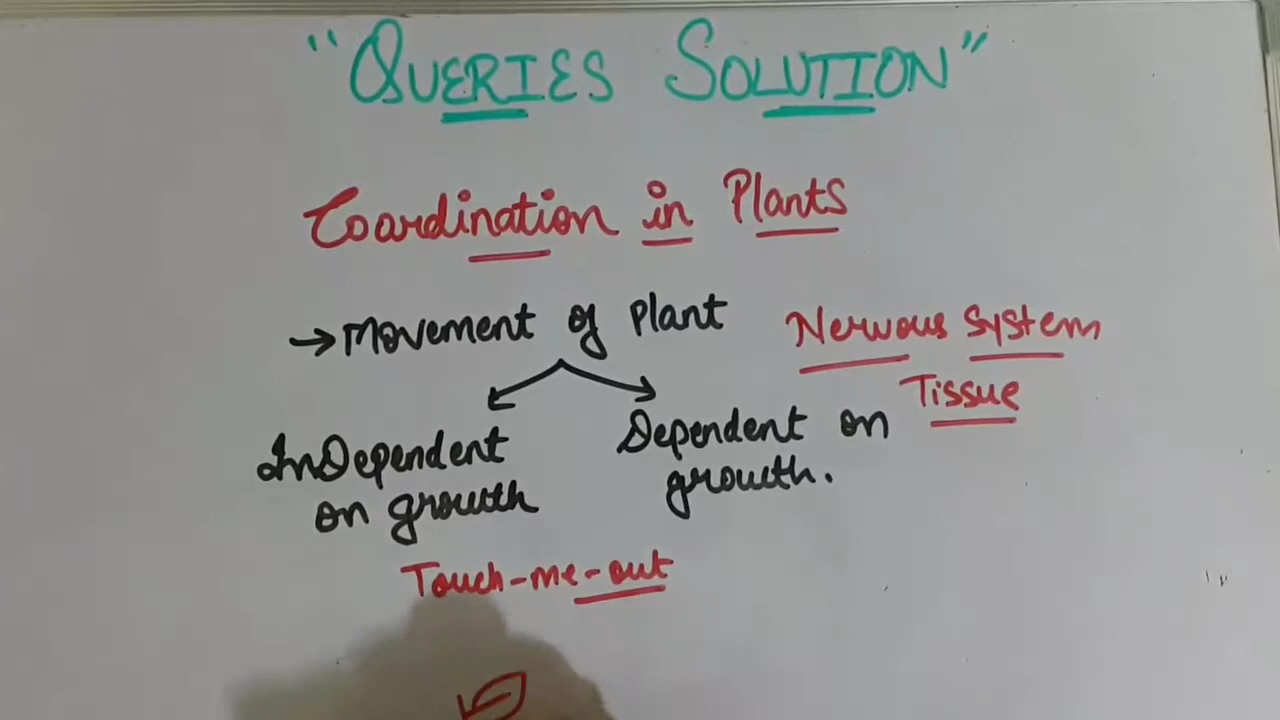 "QUERIES SOLUTION"
Coardination in Plants
→ Movement of Plant
Nervous System
Tissue
InDependent
on growth
Dependent on
growth.
Touch-me-out